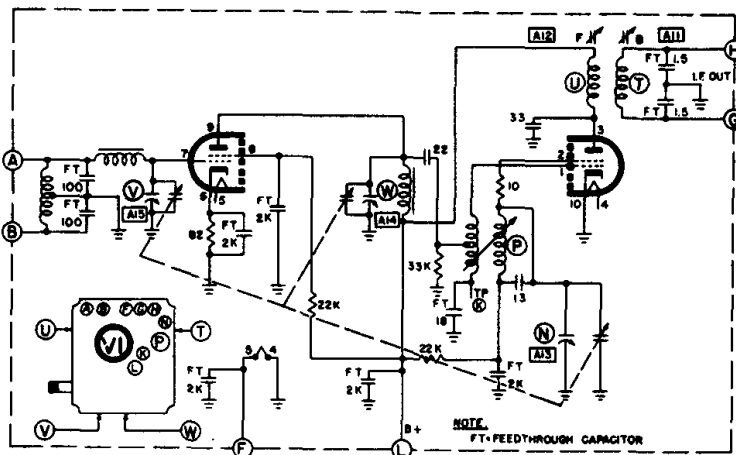 A12
F
B
A11
H
FT
1.5
I.F. OUT
FT
1.5
G
U
T
33
9
7
8
6
5
A
FT
100
FT
100
B
V
A15
82
FT
2K
FT
2K
22
W
A14
3
2
1
10
4
10
33K
P
TP
K
FT
18
13
N
A13
22K
22K
FT
2K
FT
2K
A B F G H
N
V1
P
K
L
U
T
V
W
5 4
FT
2K
F
B+
L
NOTE.
FT=FEEDTHROUGH CAPACITOR